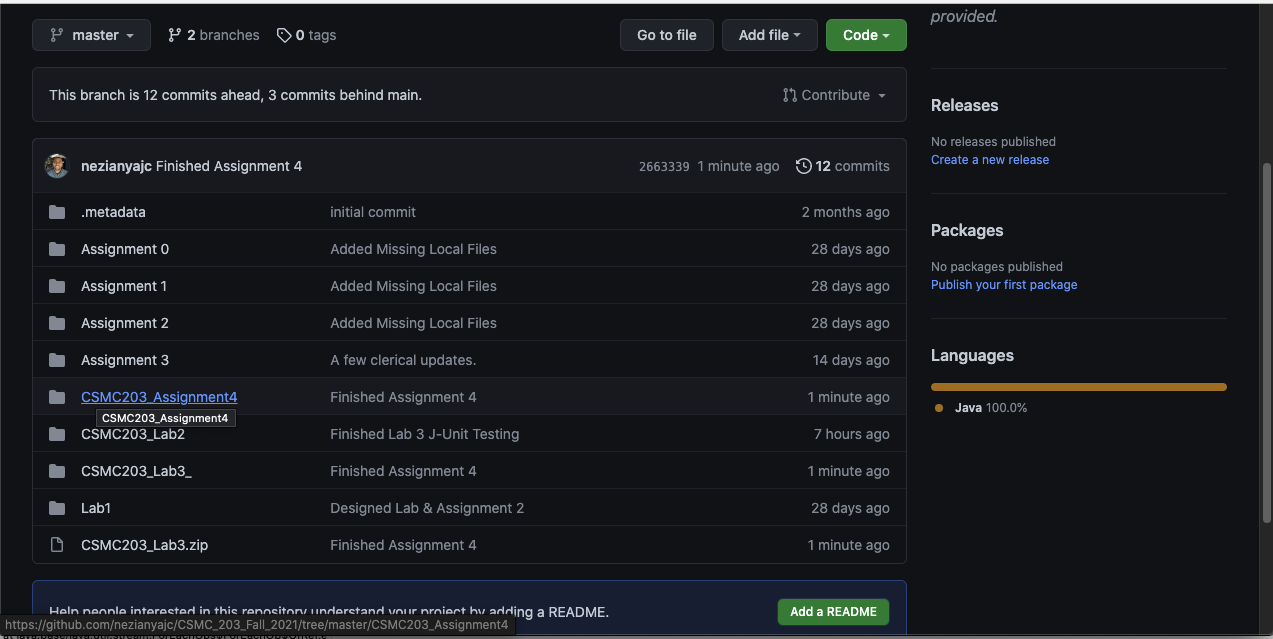 provided.
master
2 branches
0 tags
Go to file
Add file
Code
This branch is 12 commits ahead, 3 commits behind main.
Contribute
nezianyajc Finished Assignment 4
2663339 1 minute ago
12 commits
.metadata
initial commit
2 months ago
Assignment 0
Added Missing Local Files
28 days ago
Assignment 1
Added Missing Local Files
28 days ago
Assignment 2
Added Missing Local Files
28 days ago
Assignment 3
A few clerical updates.
14 days ago
CSMC203_Assignment4
Finished Assignment 4
1 minute ago
CSMC203_Assignment4
CSMC203_Lab2
Finished Lab 3 J-Unit Testing
7 hours ago
CSMC203_Lab3_
Finished Assignment 4
1 minute ago
Lab1
Designed Lab & Assignment 2
28 days ago
CSMC203_Lab3.zip
Finished Assignment 4
1 minute ago
Help people interested in this repository understand your project by adding a README.
Add a README
https://github.com/nezianyajc/CSMC_203_Fall_2021/tree/master/CSMC203_Assignment4
Releases
No releases published
Create a new release
Packages
No packages published
Publish your first package
Languages
Java 100.0%